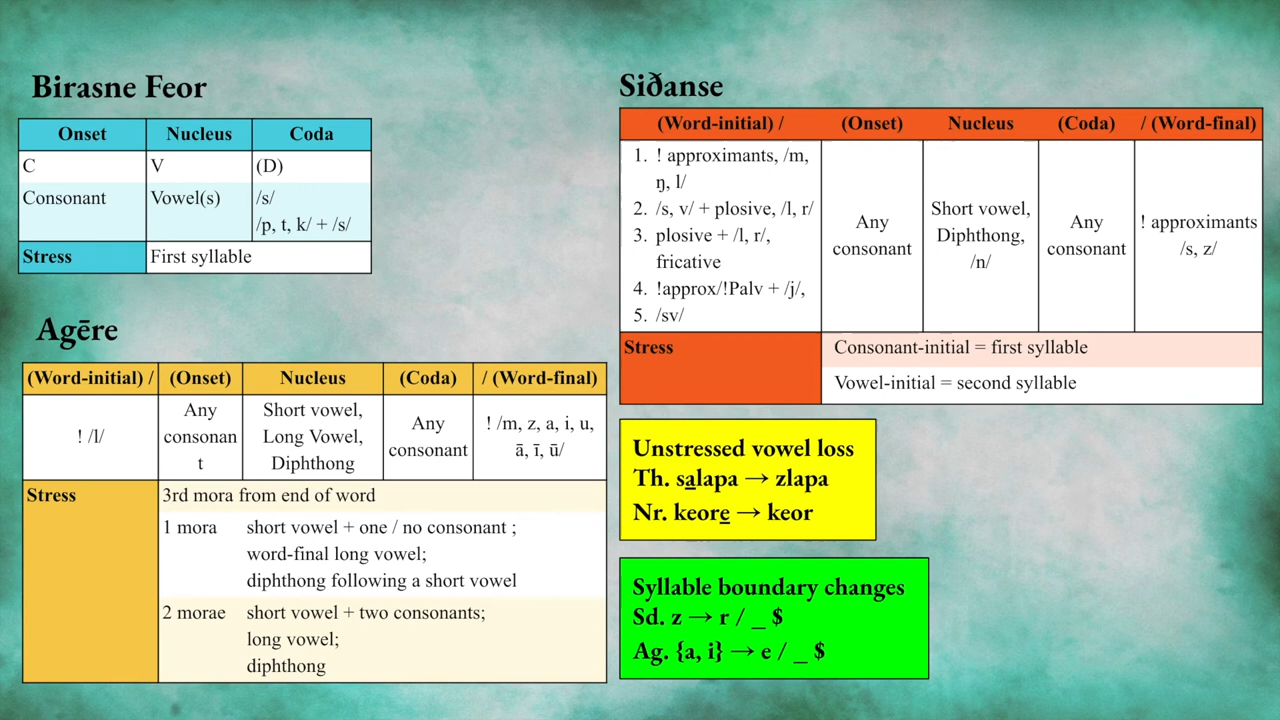 Birasne Feor
Onset Nucleus Coda
C V (D)
Consonant Vowel(s) /s/
/p, t, k/ + /s/
Stress First syllable
Agēre
(Word-initial) / (Onset) Nucleus (Coda) / (Word-final)
! /l/
Any
consonan
t
Short vowel,
Long Vowel,
Diphthong
Any
consonant
! /m, z, a, i, u,
ā, ī, ū/
Stress 3rd mora from end of word
1 mora short vowel + one / no consonant ;
word-final long vowel;
diphthong following a short vowel
2 morae short vowel + two consonants;
long vowel;
diphthong
Siðanse
(Word-initial) / (Onset) Nucleus (Coda) / (Word-final)
1. ! approximants, /m,
ŋ, l/
2. /s, v/ + plosive, /l, r/
3. plosive + /l, r/,
fricative
4. !approx/!Palv + /j/,
5. /sv/
Any
consonant
Short vowel,
Diphthong,
/n/
Any
consonant
! approximants
/s, z/
Stress Consonant-initial = first syllable
Vowel-initial = second syllable
Unstressed vowel loss
Th. salapa → zlapa
Nr. keore → keor
Syllable boundary changes
Sd. z → r / _ $
Ag. {a, i} → e / _ $